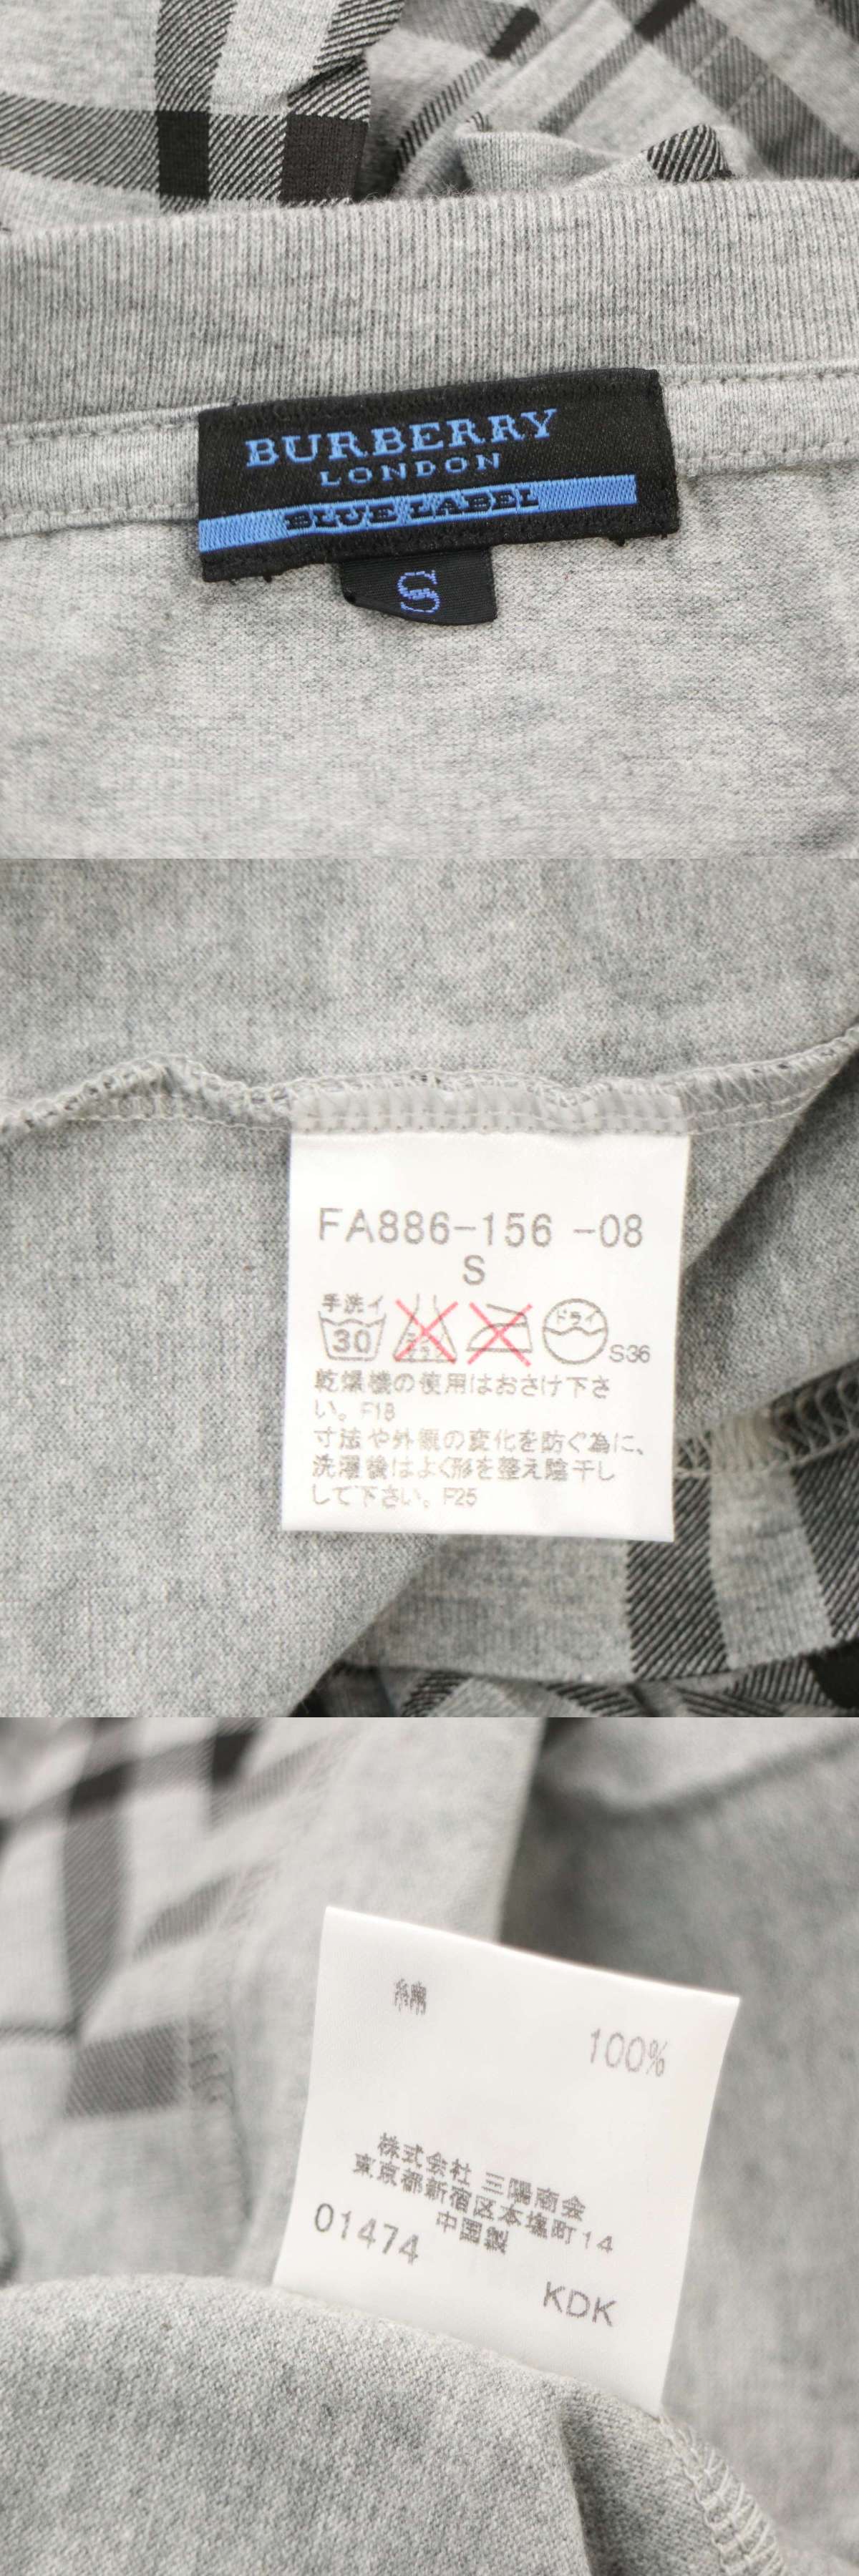 BURBERRY
LONDON
BLUE LABEL
S
FA886-156 -08
S
手洗イ
30
ドライ
S36
乾燥機の使用はおさけ下さ
い。F18
寸法や外観の変化を防ぐ為に、
洗濯後はよく形を整え陰干し
して下さい。F25
綿
100%
株式会社 三陽商会
東京都新宿区本塩町14
中国製
01474
KDK